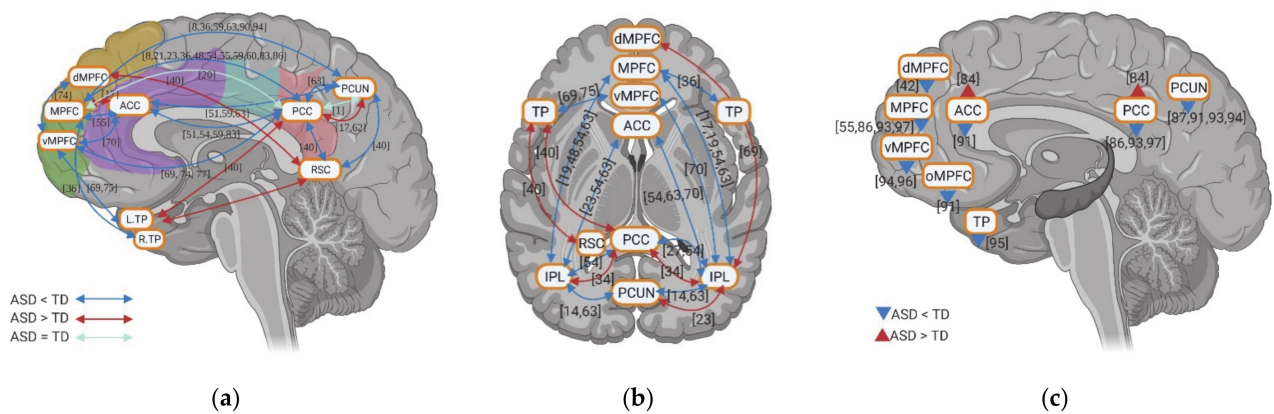 [8,36,59,63,90,94]
[8,21,23,36,48,54,55,59,60,83,86]
dMPFC
[40]
[20]
[63]
PCUN
[74]
MPFC
ACC
PCC
[1]
[55]
[51,59,63]
[17,62]
vMPFC
[70]
[51,54,59,83]
[40]
[40]
[36]
[69,75]
[69, 74, 77]
[40]
RSC
L.TP
R.TP
ASD < TD
ASD > TD
ASD = TD
(a)
dMPFC
MPFC
[36]
TP
[69,75]
vMPFC
TP
ACC
[40]
[19,48,54,63]
[17,19,54,63]
[69]
[40]
[23,54,63]
[54,63,70]
[70]
RSC
PCC
[27,54]
[54]
IPL
[34]
[34]
IPL
PCUN
[14,63]
[14,63]
[23]
(b)
dMPFC
[84]
[84]
[42]
PCUN
MPFC
ACC
PCC
[87,91,93,94]
[55,86,93,97]
[91]
[86,93,97]
vMPFC
[94,96]
oMPFC
[91]
TP
[95]
ASD < TD
ASD > TD
(c)